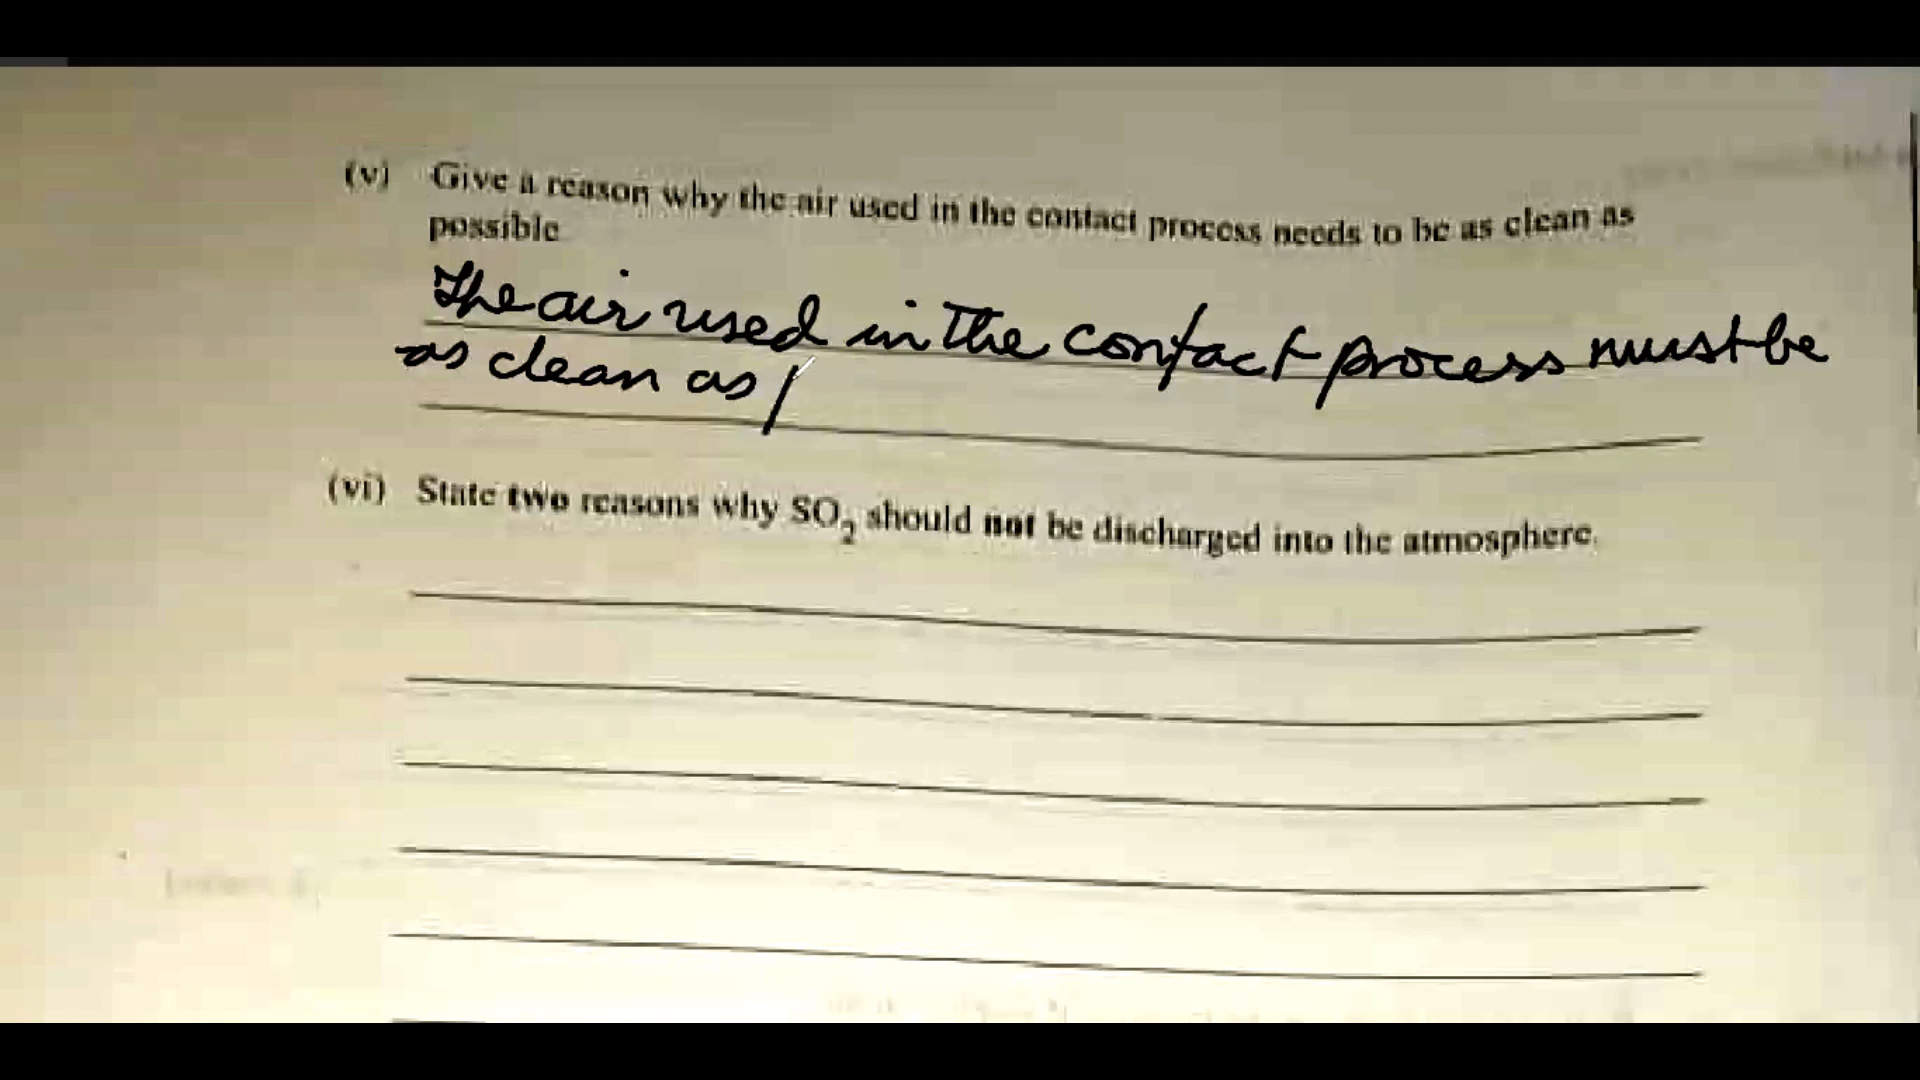 (v) Give a reason why the air used in the contact process needs to be as clean as
possible
The air used in the contact process must be
as clean as
(vi) State two reasons why SO₂ should not be discharged into the atmosphere.